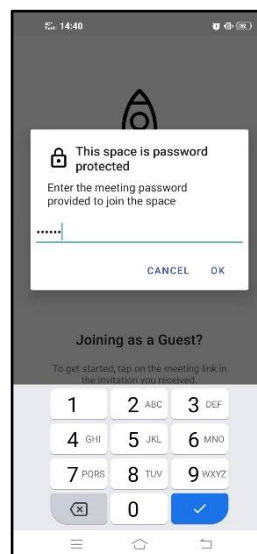 14:40
This space is password
protected
Enter the meeting password
provided to join the space
••••••
CANCEL OK
Joining as a Guest?
To get started, tap on the meeting link in
the invitation you received.
1 2 ABC 3 DEF
4 GHI 5 JKL 6 MNO
7 PQRS 8 TUV 9 WXYZ
0